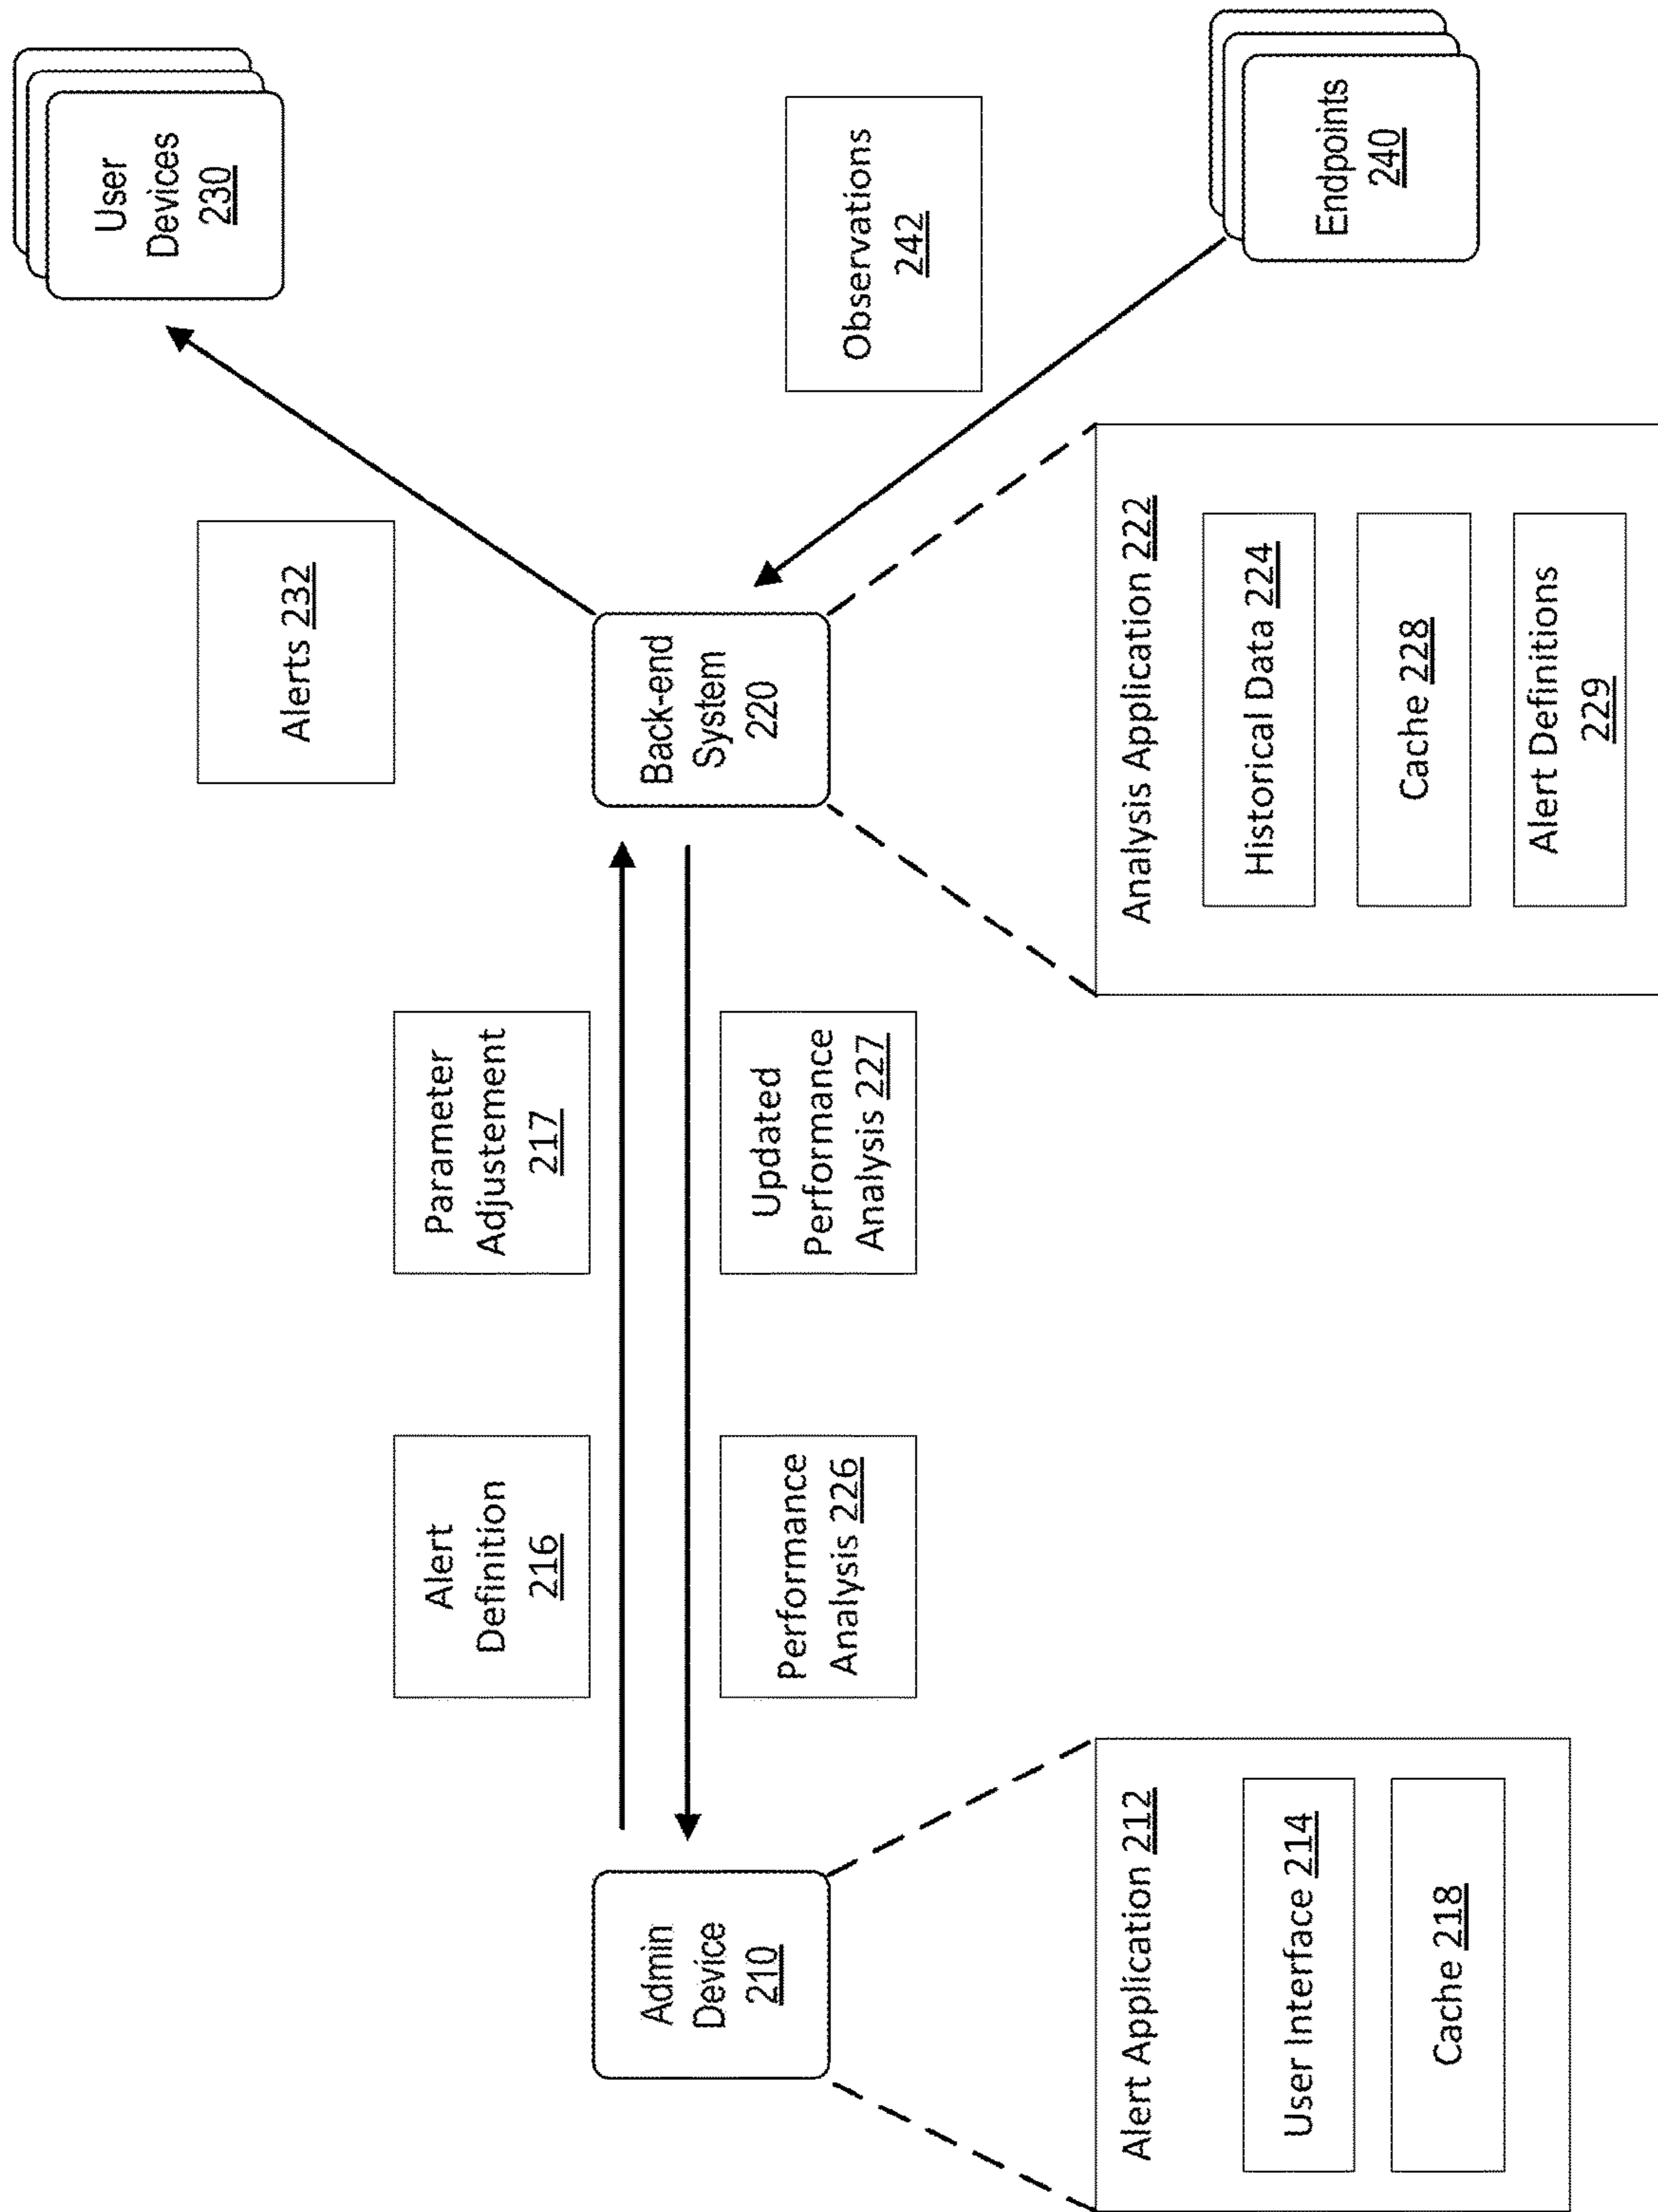 User
Devices
230
Alerts 232
Observations
242
Parameter
Adjustement
217
Alert
Definition
216
Back-end
System
220
Endpoints
240
Admin
Device
210
Performance
Analysis 226
Updated
Performance
Analysis 227
Alert Application 212
User Interface 214
Cache 218
Analysis Application 222
Historical Data 224
Cache 228
Alert Definitions
229